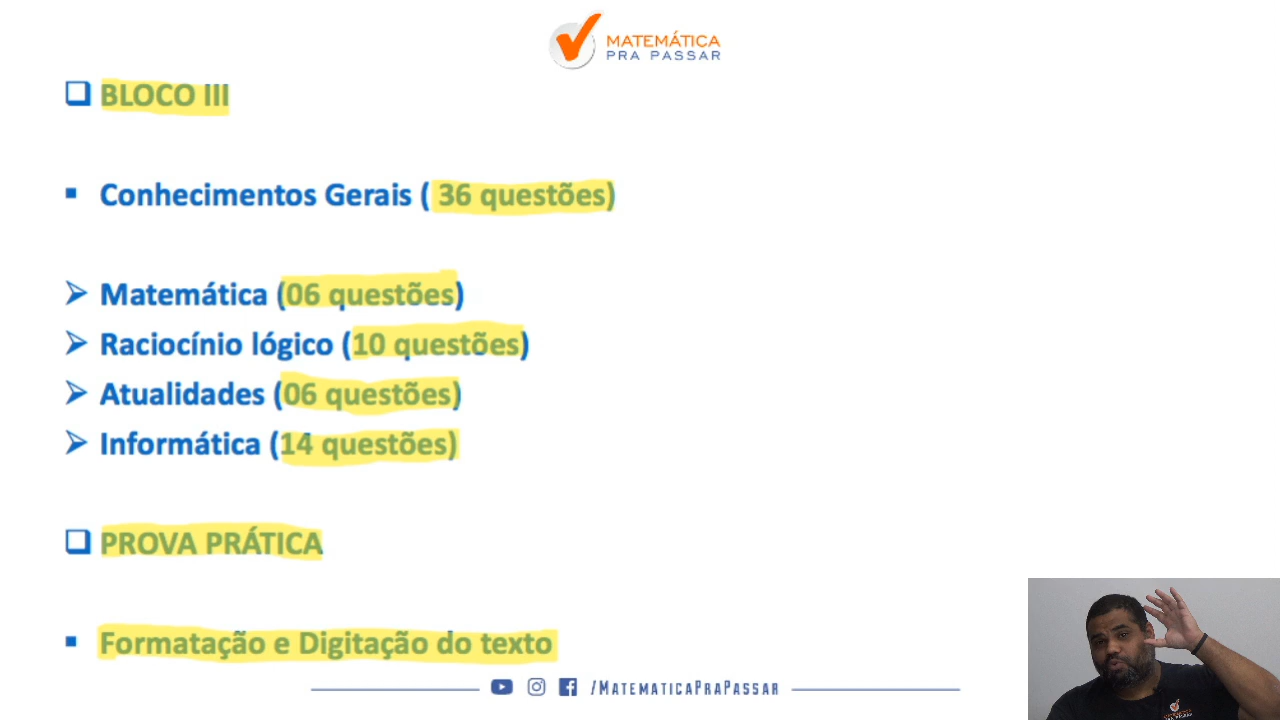 MATEMÁTICA
PRA PASSAR
BLOCO III
Conhecimentos Gerais ( 36 questões)
Matemática (06 questões)
Raciocínio lógico (10 questões)
Atualidades (06 questões)
Informática (14 questões)
PROVA PRÁTICA
Formatação e Digitação do texto
/MATEMATICAPRAPASSAR